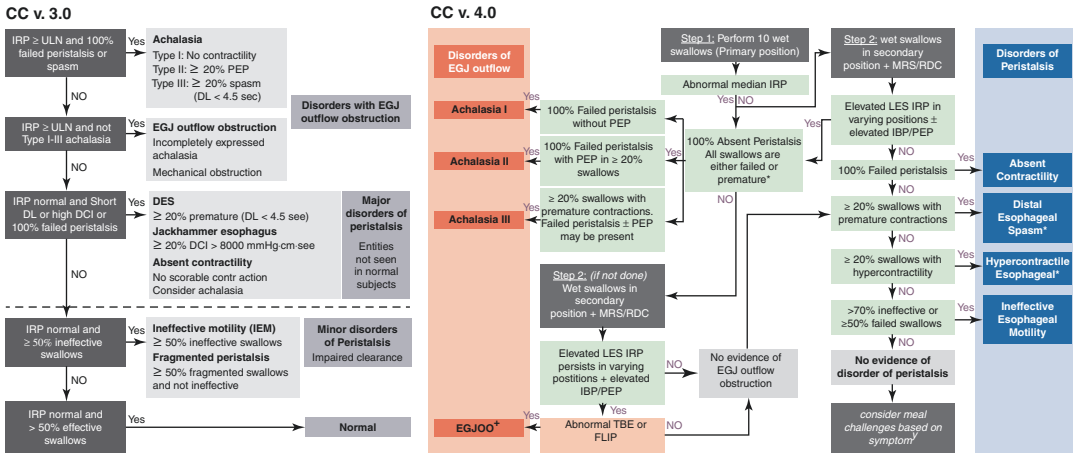 CC v. 3.0
IRP ≥ ULN and 100%
failed peristalsis or
spasm
Yes
Achalasia
Type I: No contractility
Type II: ≥ 20% PEP
Type III: ≥ 20% spasm
(DL < 4.5 sec)
NO
Disorders with EGJ
outflow obstruction
IRP ≥ ULN and not
Type I-III achalasia
Yes
EGJ outflow obstruction
Incompletely expressed
achalasia
Mechanical obstruction
NO
IRP normal and Short
DL or high DCI or
100% failed peristalsis
Yes
DES
≥ 20% premature (DL < 4.5 see)
Jackhammer esophagus
≥ 20% DCI > 8000 mmHg·cm·see
Absent contractility
No scorable contr action
Consider achalasia
Major
disorders of
peristalsis
Entities
not seen
in normal
subjects
NO
IRP normal and
≥ 50% ineffective
swallows
Yes
Ineffective motility (IEM)
≥ 50% ineffective swallows
Fragmented peristalsis
≥ 50% fragmented swallows
and not ineffective
Minor disorders
of Peristalsis
Impaired clearance
NO
IRP normal and
> 50% effective
swallows
Yes
Normal
CC v. 4.0
Disorders of
EGJ outflow
Step 1: Perform 10 wet
swallows (Primary position)
Abnormal median IRP
Yes
NO
Achalasia I
Yes
100% Failed peristalsis
without PEP
Achalasia II
Yes
100% Failed peristalsis
with PEP in ≥ 20%
swallows
Achalasia III
Yes
≥ 20% swallows with
premature contractions.
Failed peristalsis ± PEP
may be present
Yes
100% Absent Peristalsis
All swallows are
either failed or
premature*
NO
Step 2: (if not done)
Wet swallows in
secondary
position + MRS/RDC
Elevated LES IRP
persists in varying
postitions + elevated
IBP/PEP
NO
No evidence of
EGJ outflow
obstruction
Yes
EGJOO+
Yes
Abnormal TBE or
FLIP
NO
Step 2: wet swallows
in secondary
position + MRS/RDC
Disorders of
Peristalsis
Elevated LES IRP in
varying positions ±
elevated IBP/PEP
Yes
NO
100% Failed peristalsis
Yes
Absent
Contractility
NO
≥ 20% swallows with
premature contractions
Yes
Distal
Esophageal
Spasm*
NO
≥ 20% swallows with
hypercontractility
Yes
Hypercontractile
Esophageal*
NO
>70% ineffective or
≥50% failed swallows
Yes
Ineffective
Esophageal
Motility
NO
No evidence of
disorder of peristalsis
consider meal
challenges based on
symptomy